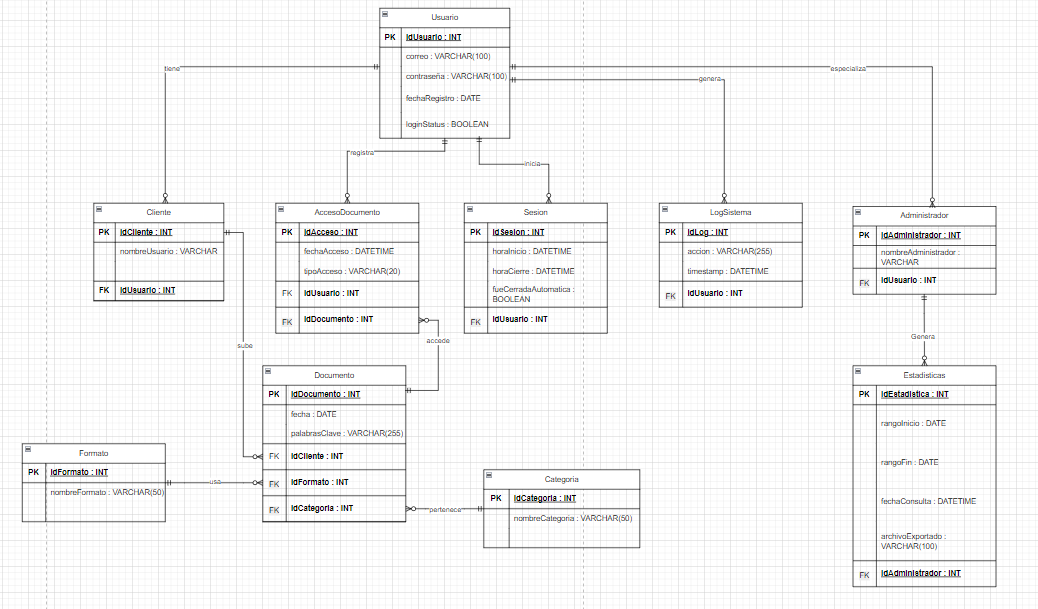 Usuario
PK IdUsuario : INT
correo : VARCHAR(100)
contraseña : VARCHAR(100)
fechaRegistro : DATE
loginStatus : BOOLEAN
tiene
especializa
genera
registra
inicia
Cliente
PK IdCliente : INT
nombreUsuario : VARCHAR
FK IdUsuario : INT
AccesoDocumento
PK IdAcceso : INT
fechaAcceso : DATETIME
tipoAcceso : VARCHAR(20)
FK IdUsuario : INT
FK IdDocumento : INT
Sesion
PK IdSesion : INT
horaInicio : DATETIME
horaCierre : DATETIME
fueCerradaAutomatica :
BOOLEAN
FK IdUsuario : INT
LogSistema
PK IdLog : INT
accion : VARCHAR(255)
timestamp : DATETIME
FK IdUsuario : INT
Administrador
PK IdAdministrador : INT
nombreAdministrador :
VARCHAR
FK IdUsuario : INT
sube
accede
Genera
Documento
PK IdDocumento : INT
fecha : DATE
palabrasClave : VARCHAR(255)
FK IdCliente : INT
FK IdFormato : INT
FK IdCategoria : INT
Formato
PK IdFormato : INT
nombreFormato : VARCHAR(50)
usa
pertenece
Categoria
PK IdCategoria : INT
nombreCategoria : VARCHAR(50)
Estadisticas
PK IdEstadistica : INT
rangoInicio : DATE
rangoFin : DATE
fechaConsulta : DATETIME
archivoExportado :
VARCHAR(100)
FK IdAdministrador : INT